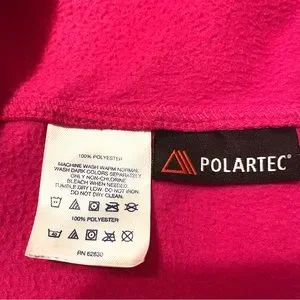 100% POLYESTER
MACHINE WASH WARM NORMAL
WASH DARK COLORS SEPARATELY
ONLY NON-CHLORINE
BLEACH WHEN NEEDED
TUMBLE DRY LOW. DO NOT IRON.
DO NOT DRY CLEAN.
100% POLYESTER
RN 62830
POLARTEC®